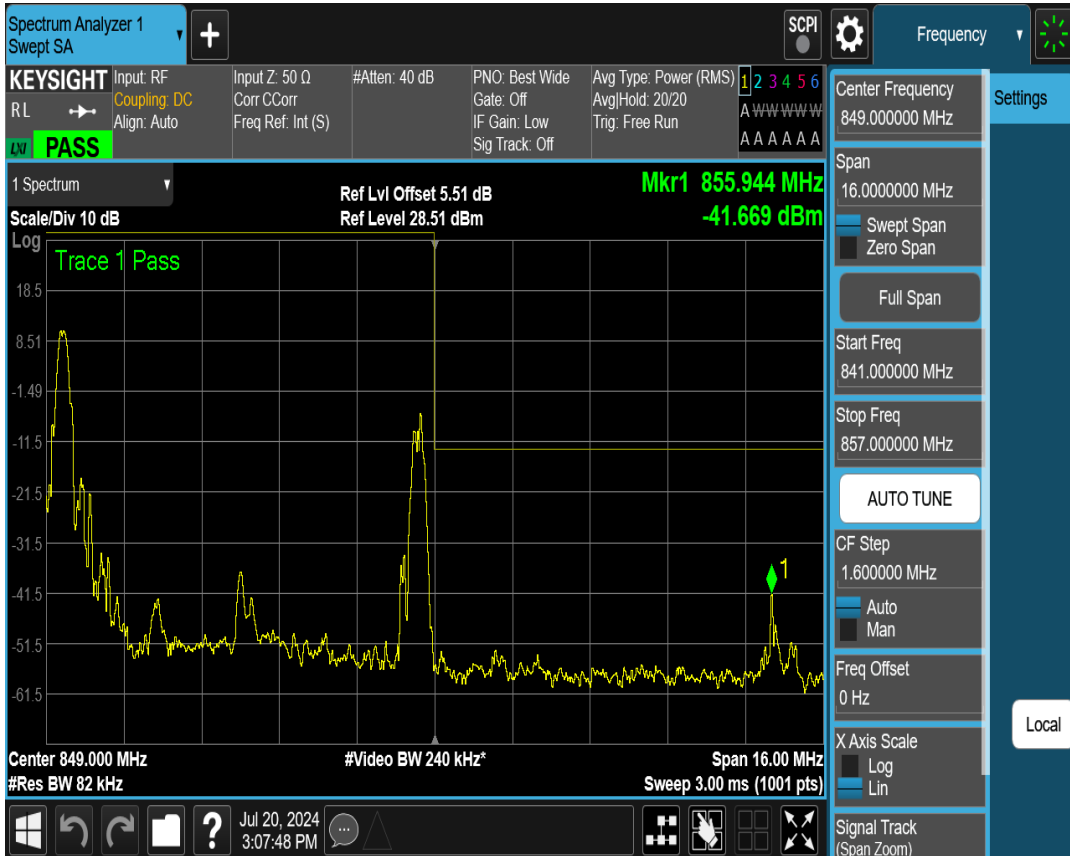 Spectrum Analyzer 1
Swept SA
+
SCPI
Frequency
KEYSIGHT
RL
LXI PASS
Input: RF
Coupling: DC
Align: Auto
Input Z: 50 Ω
Corr CCorr
Freq Ref: Int (S)
#Atten: 40 dB
PNO: Best Wide
Gate: Off
IF Gain: Low
Sig Track: Off
Avg Type: Power (RMS)
Avg|Hold: 20/20
Trig: Free Run
1 2 3 4 5 6
A W W W W W
A A A A A A
1 Spectrum
Scale/Div 10 dB
Ref Lvl Offset 5.51 dB
Ref Level 28.51 dBm
Mkr1 855.944 MHz
-41.669 dBm
Log
Trace 1 Pass
18.5
8.51
-1.49
-11.5
-21.5
-31.5
-41.5
-51.5
-61.5
1
Center 849.000 MHz
#Res BW 82 kHz
#Video BW 240 kHz*
Span 16.00 MHz
Sweep 3.00 ms (1001 pts)
?
Jul 20, 2024
3:07:48 PM
Center Frequency
849.000000 MHz
Span
16.0000000 MHz
Swept Span
Zero Span
Full Span
Start Freq
841.000000 MHz
Stop Freq
857.000000 MHz
AUTO TUNE
CF Step
1.600000 MHz
Auto
Man
Freq Offset
0 Hz
X Axis Scale
Log
Lin
Signal Track
(Span Zoom)
Settings
Local